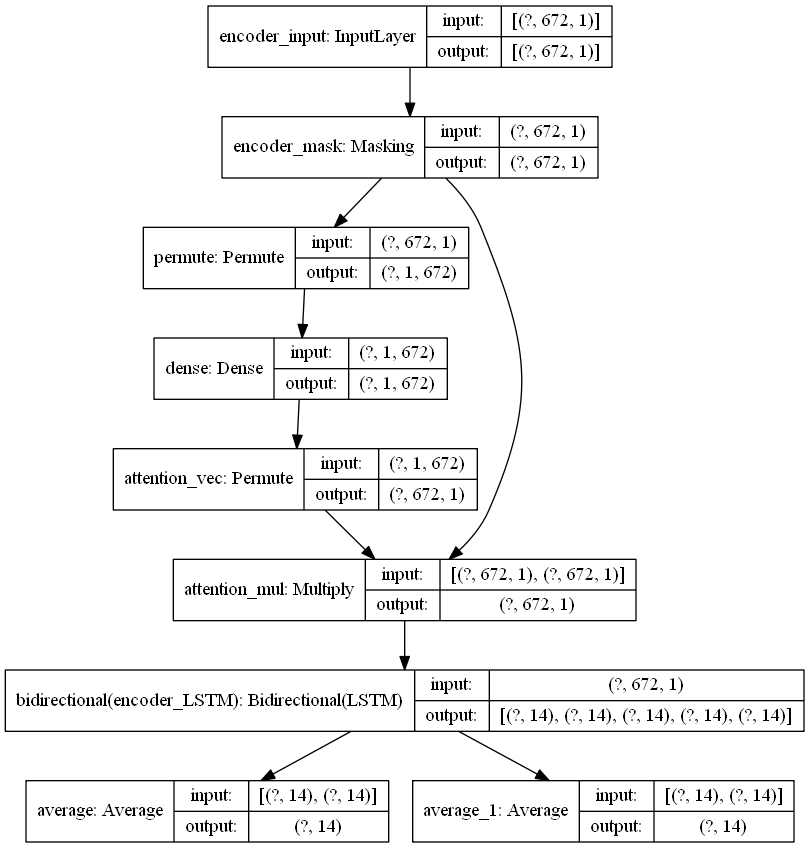 encoder_input: InputLayer
input:
[(?, 672, 1)]
output:
[(?, 672, 1)]
encoder_mask: Masking
input:
(?, 672, 1)
output:
(?, 672, 1)
permute: Permute
input:
(?, 672, 1)
output:
(?, 1, 672)
dense: Dense
input:
(?, 1, 672)
output:
(?, 1, 672)
attention_vec: Permute
input:
(?, 1, 672)
output:
(?, 672, 1)
attention_mul: Multiply
input:
[(?, 672, 1), (?, 672, 1)]
output:
(?, 672, 1)
bidirectional(encoder_LSTM): Bidirectional(LSTM)
input:
(?, 672, 1)
output:
[(?, 14), (?, 14), (?, 14), (?, 14), (?, 14)]
average: Average
input:
[(?, 14), (?, 14)]
output:
(?, 14)
average_1: Average
input:
[(?, 14), (?, 14)]
output:
(?, 14)